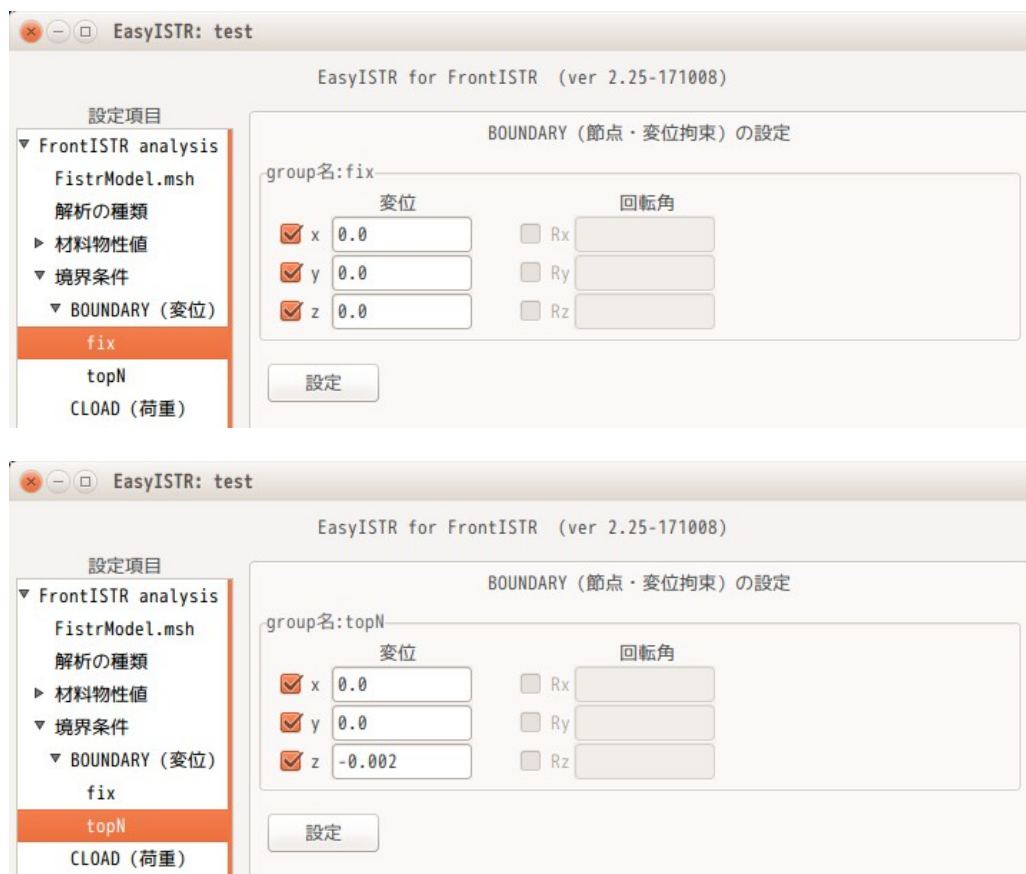 EasyISTR: test
EasyISTR for FrontISTR (ver 2.25-171008)
設定項目
FrontISTR analysis
FistrModel.msh
解析の種類
材料物性値
境界条件
BOUNDARY (変位)
fix
topN
CLOAD (荷重)
BOUNDARY (節点・変位拘束) の設定
group名:fix
変位 回転角
x 0.0 Rx
y 0.0 Ry
z 0.0 Rz
設定
EasyISTR: test
EasyISTR for FrontISTR (ver 2.25-171008)
設定項目
FrontISTR analysis
FistrModel.msh
解析の種類
材料物性値
境界条件
BOUNDARY (変位)
fix
topN
CLOAD (荷重)
BOUNDARY (節点・変位拘束) の設定
group名:topN
変位 回転角
x 0.0 Rx
y 0.0 Ry
z -0.002 Rz
設定